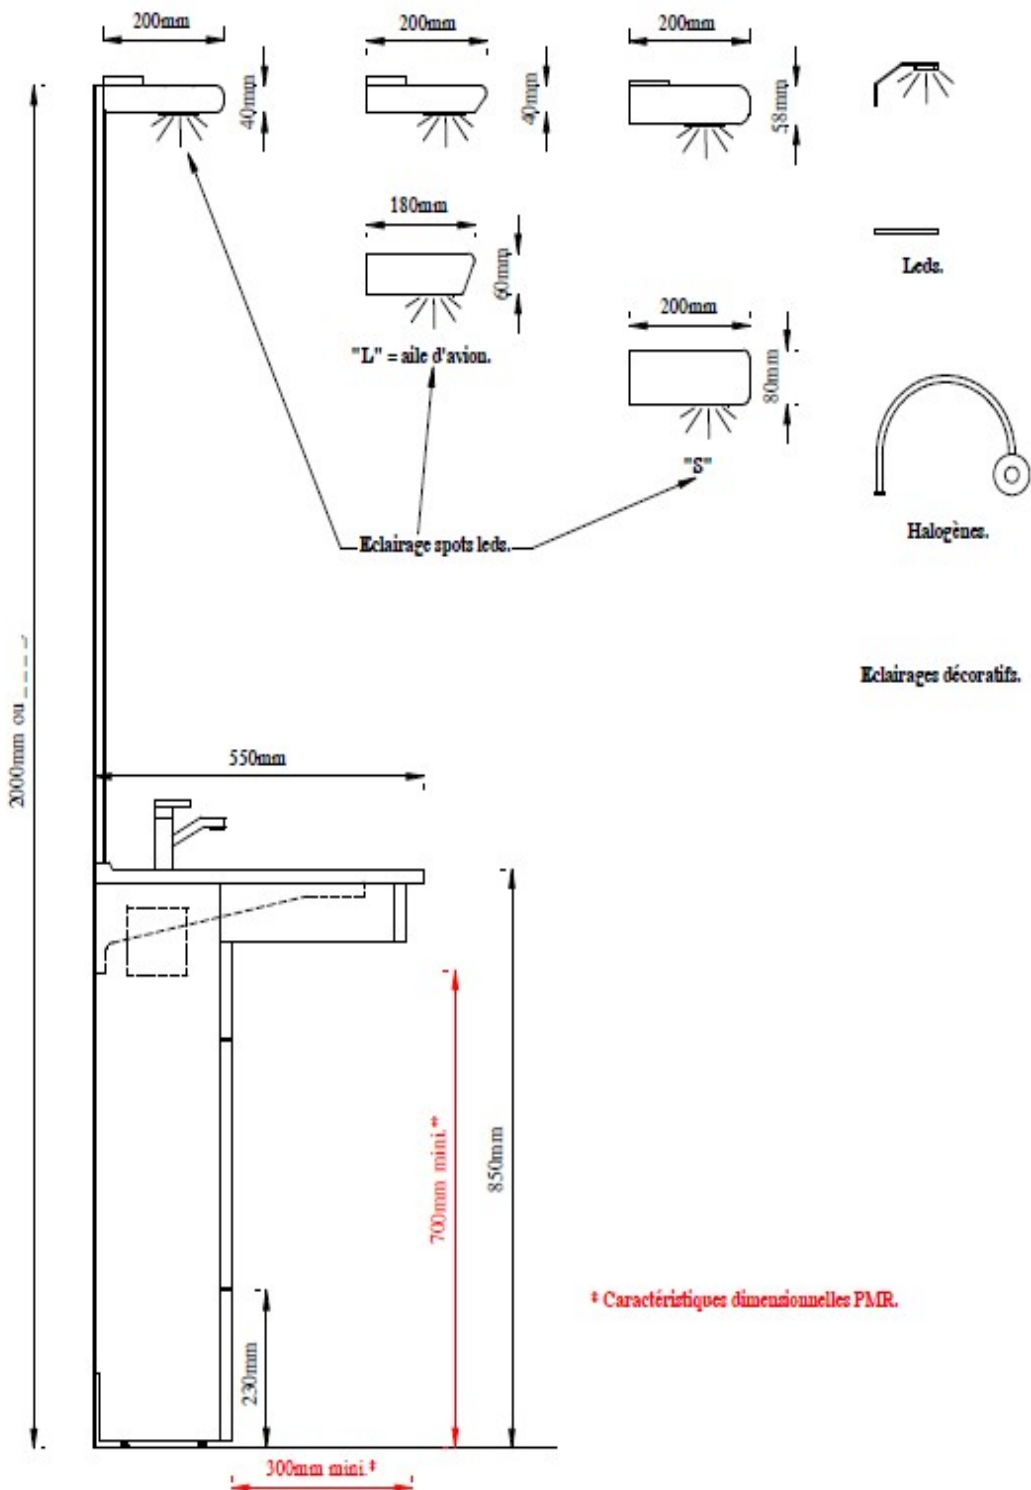 200mm
200mm
200mm
40mm
40mm
58mm
180mm
60mm
Leds.
200mm
80mm
"L" = aile d'avion.
"S"
Halogènes.
Eclairage spots leds.
Eclairages décoratifs.
2000mm ou _ _ _ _
550mm
700mm mini.*
850mm
* Caractéristiques dimensionnelles PMR.
230mm
300mm mini.*